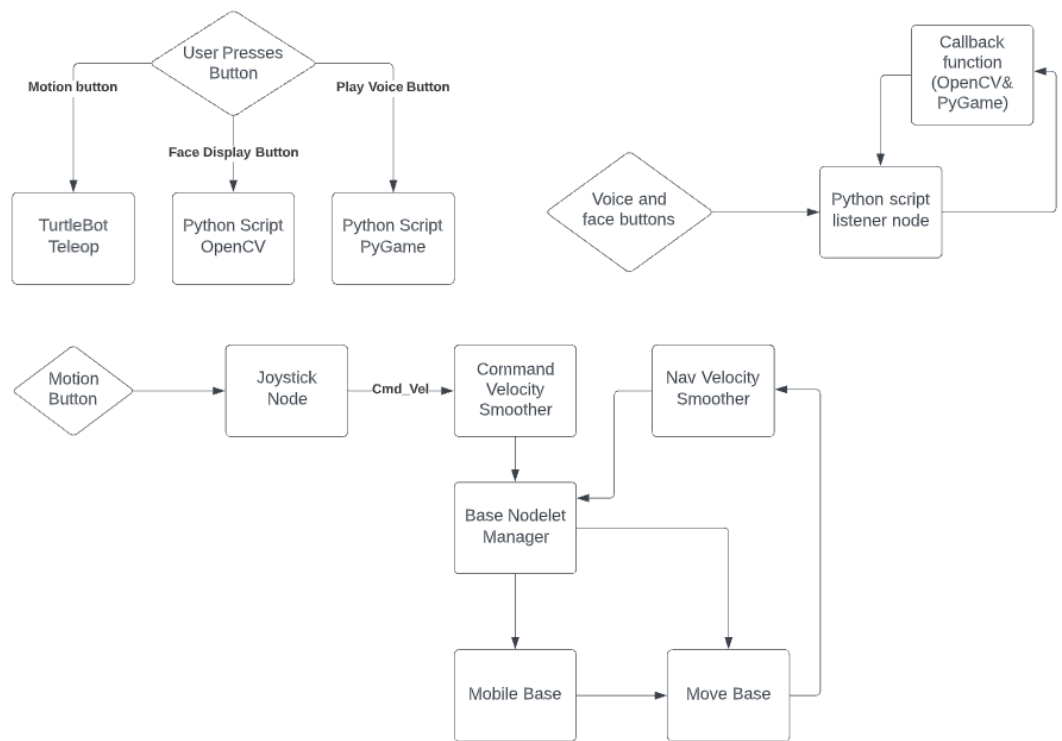 User Presses
Button
Motion button
Play Voice Button
Face Display Button
TurtleBot
Teleop
Python Script
OpenCV
Python Script
PyGame
Callback
function
(OpenCV&
PyGame)
Voice and
face buttons
Python script
listener node
Motion
Button
Joystick
Node
Cmd_Vel
Command
Velocity
Smoother
Nav Velocity
Smoother
Base Nodelet
Manager
Mobile Base
Move Base